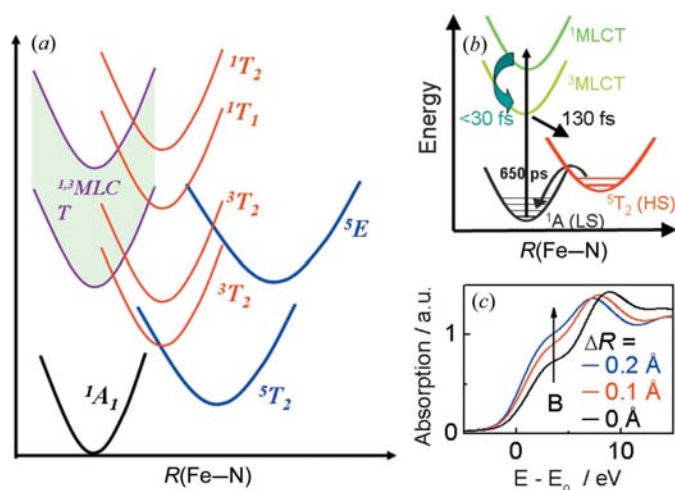 (a)
¹T₂
¹T₁
¹,³MLC
T
³T₂
⁵E
³T₂
¹A₁
⁵T₂
R(Fe—N)
(b)
¹MLCT
³MLCT
Energy
<30 fs
130 fs
650 ps
⁵T₂ (HS)
¹A (LS)
R(Fe—N)
(c)
Absorption / a.u.
1
0
B
ΔR =
0.2 Å
0.1 Å
0 Å
0
10
E - E₀ / eV